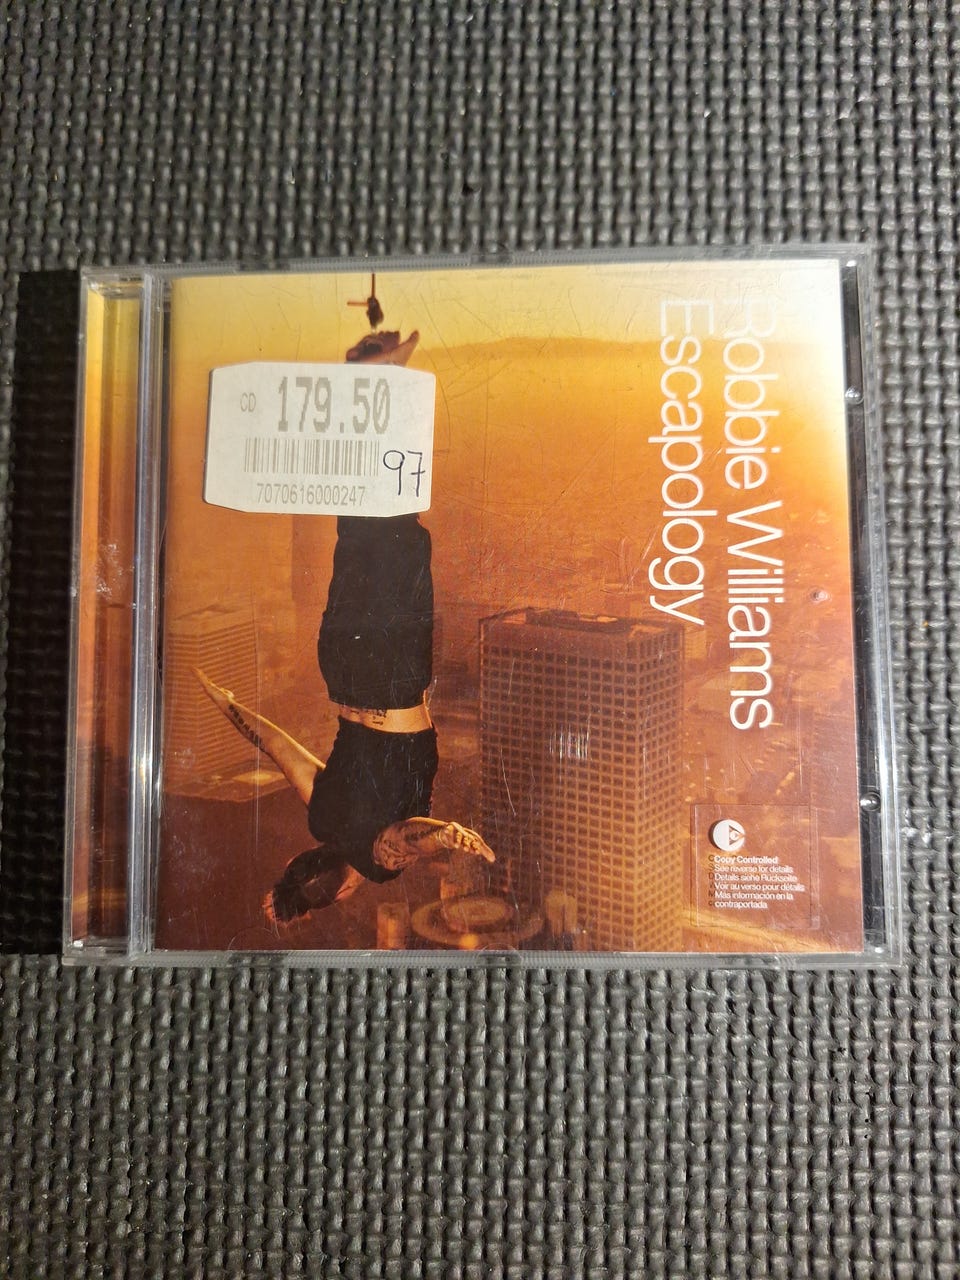 Robbie Williams
Escapology
CD 179.50
97
7070616000247
Copy Controlled
See reverse for details
Details siehe Rückseite
Voir au verso pour détails
Más información en la
contraportada